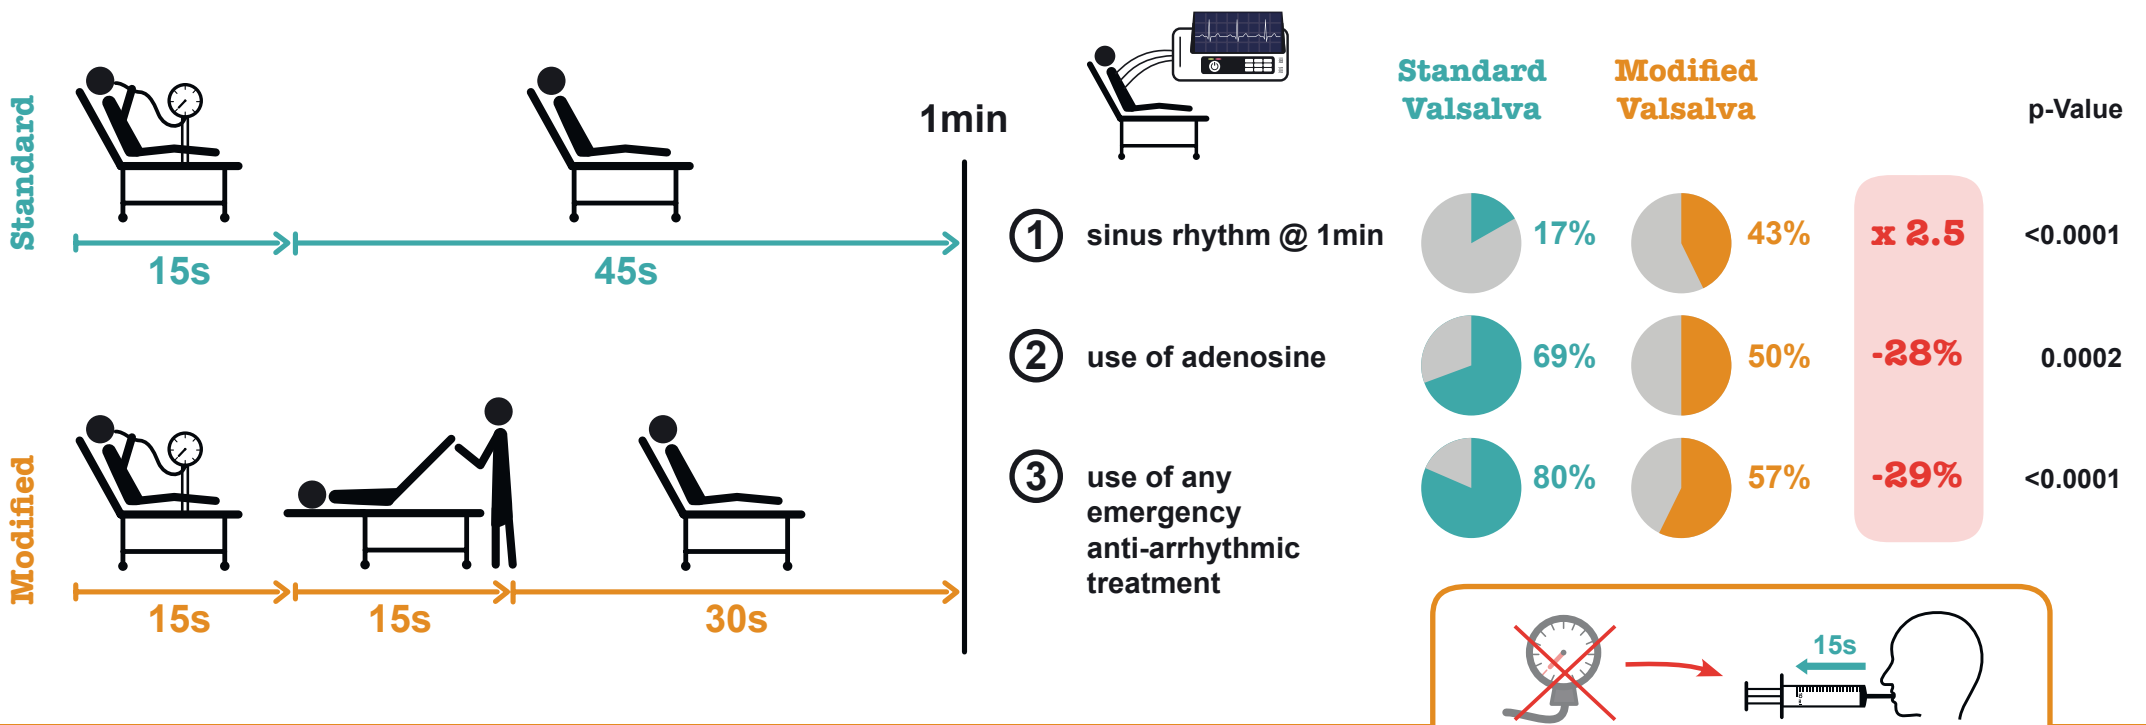 Standard
15s
45s
1min
Modified
15s
15s
30s
Standard
Valsalva
Modified
Valsalva
p-Value
1 sinus rhythm @ 1min 17% 43% x 2.5 <0.0001
2 use of adenosine 69% 50% -28% 0.0002
3 use of any 80% 57% -29% <0.0001
emergency
anti-arrhythmic
treatment
15s